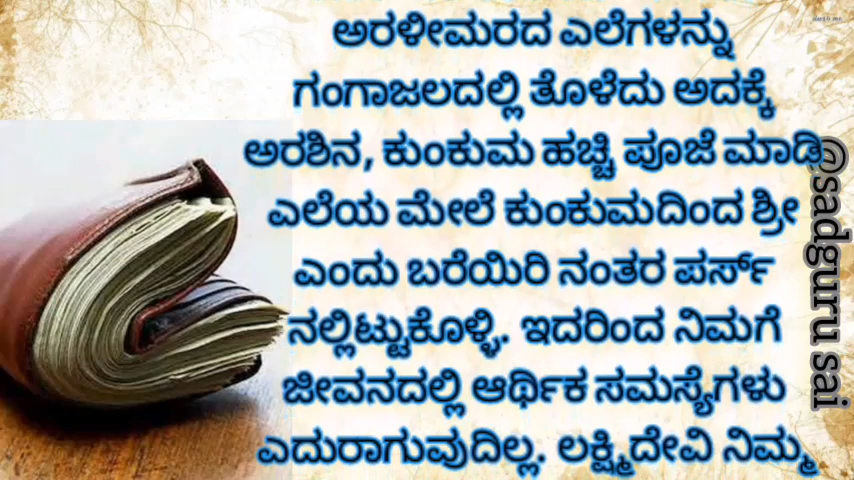 ಅರಳೀಮರದ ಎಲೆಗಳನ್ನು
ಗಂಗಾಜಲದಲ್ಲಿ ತೊಳೆದು ಅದಕ್ಕೆ
ಅರಶಿನ, ಕುಂಕುಮ ಹಚ್ಚಿ ಪೂಜೆ ಮಾಡಿ
ಎಲೆಯ ಮೇಲೆ ಕುಂಕುಮದಿಂದ ಶ್ರೀ
ಎಂದು ಬರೆಯಿರಿ ನಂತರ ಪರ್ಸ್
ನಲ್ಲಿಟ್ಟುಕೊಳ್ಳಿ. ಇದರಿಂದ ನಿಮಗೆ
ಜೀವನದಲ್ಲಿ ಆರ್ಥಿಕ ಸಮಸ್ಯೆಗಳು
ಎದುರಾಗುವುದಿಲ್ಲ. ಲಕ್ಷ್ಮಿದೇವಿ ನಿಮ್ಮ
@sadguru sai